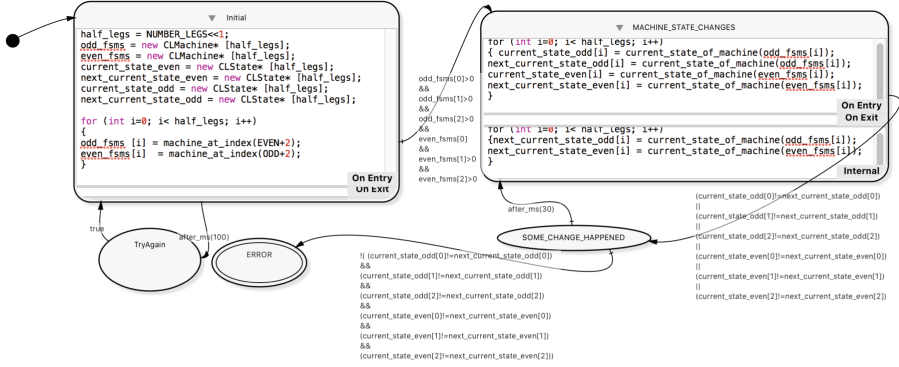 Initial
half_legs = NUMBER_LEGS<<1;
odd_fsms = new CLMachine* [half_legs];
even_fsms = new CLMachine* [half_legs];
current_state_even = new CLState* [half_legs];
next_current_state_even = new CLState* [half_legs];
current_state_odd = new CLState* [half_legs];
next_current_state_odd = new CLState* [half_legs];
for (int i=0; i< half_legs; i++)
{
odd_fsms [i] = machine_at_index(EVEN+2);
even_fsms [i]  = machine_at_index(ODD+2);
}
On Entry
On Exit
true
after_ms(100)
TryAgain
ERROR
odd_fsms[0]>0
&&
odd_fsms[1]>0
&&
odd_fsms[2]>0
&&
even_fsms[0]
&&
even_fsms[1]>0
&&
even_fsms[2]>0
MACHINE_STATE_CHANGES
for (int i=0; i< half_legs; i++)
{ current_state_odd[i] = current_state_of_machine(odd_fsms[i]);
next_current_state_odd[i] = current_state_of_machine(odd_fsms[i]);
current_state_even[i] = current_state_of_machine(even_fsms[i]);
next_current_state_even[i] = current_state_of_machine(even_fsms[i]);
}
On Entry
On Exit
for (int i=0; i< half_legs; i++)
{next_current_state_odd[i] = current_state_of_machine(odd_fsms[i]);
next_current_state_even[i] = current_state_of_machine(even_fsms[i]);
}
Internal
after_ms(30)
SOME_CHANGE_HAPPENED
(current_state_odd[0]!=next_current_state_odd[0])
||
(current_state_odd[1]!=next_current_state_odd[1])
||
(current_state_odd[2]!=next_current_state_odd[2])
||
(current_state_even[0]!=next_current_state_even[0])
||
(current_state_even[1]!=next_current_state_even[1])
||
(current_state_even[2]!=next_current_state_even[2])
!( (current_state_odd[0]!=next_current_state_odd[0])
&&
(current_state_odd[1]!=next_current_state_odd[1])
&&
(current_state_odd[2]!=next_current_state_odd[2])
&&
(current_state_even[0]!=next_current_state_even[0])
&&
(current_state_even[1]!=next_current_state_even[1])
&&
(current_state_even[2]!=next_current_state_even[2]))